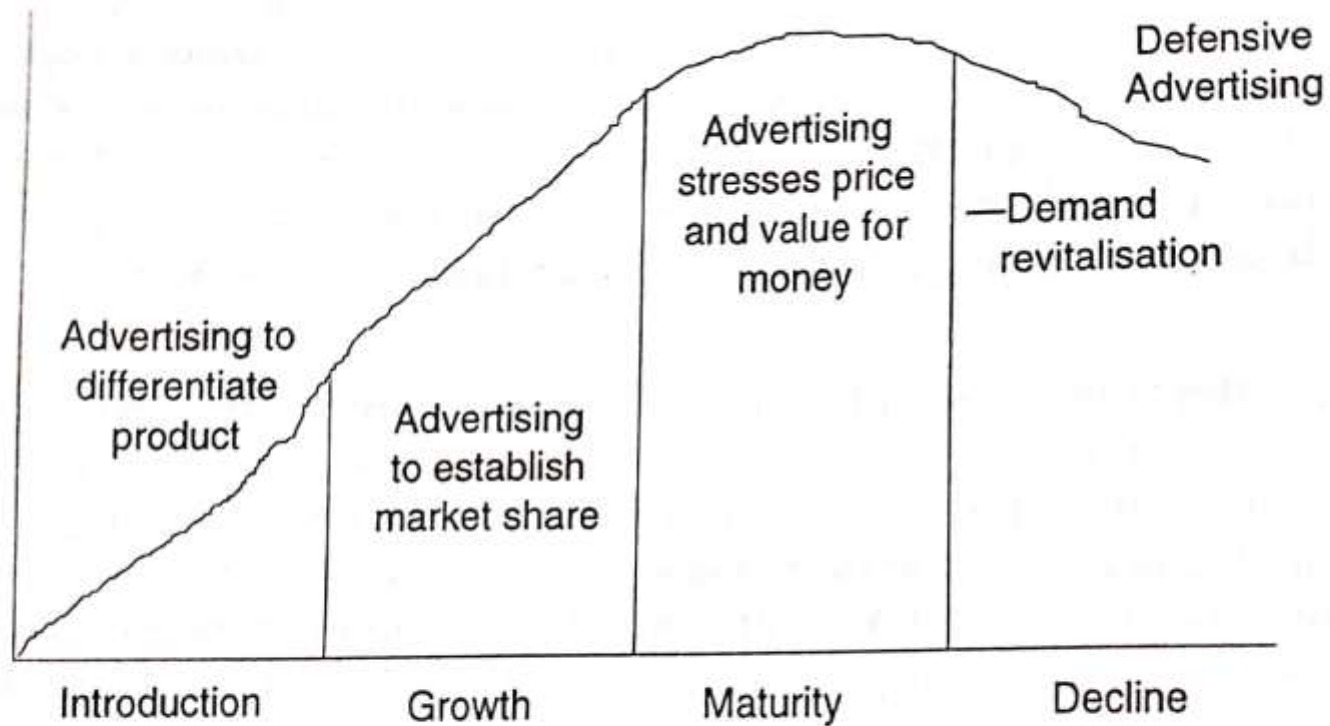 Defensive
Advertising
Advertising
stresses price
and value for
money
—Demand
revitalisation
Advertising to
differentiate
product
Advertising
to establish
market share
Introduction
Growth
Maturity
Decline